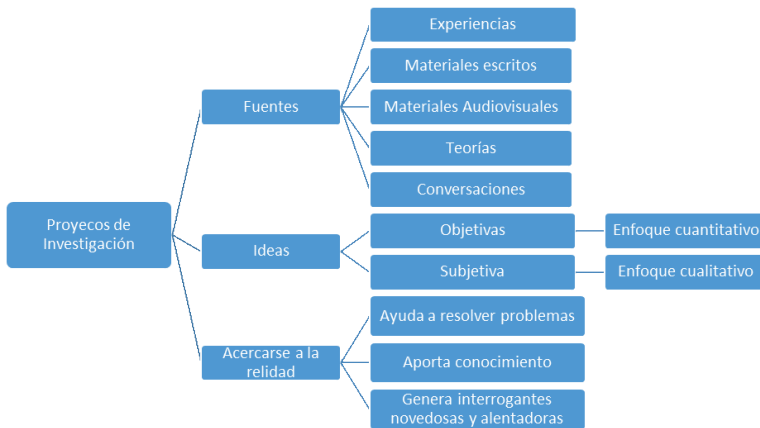 Proyecos de
Investigación
Fuentes
Experiencias
Materiales escritos
Materiales Audiovisuales
Teorías
Conversaciones
Ideas
Objetivas
Enfoque cuantitativo
Subjetiva
Enfoque cualitativo
Acercarse a la
relidad
Ayuda a resolver problemas
Aporta conocimiento
Genera interrogantes
novedosas y alentadoras